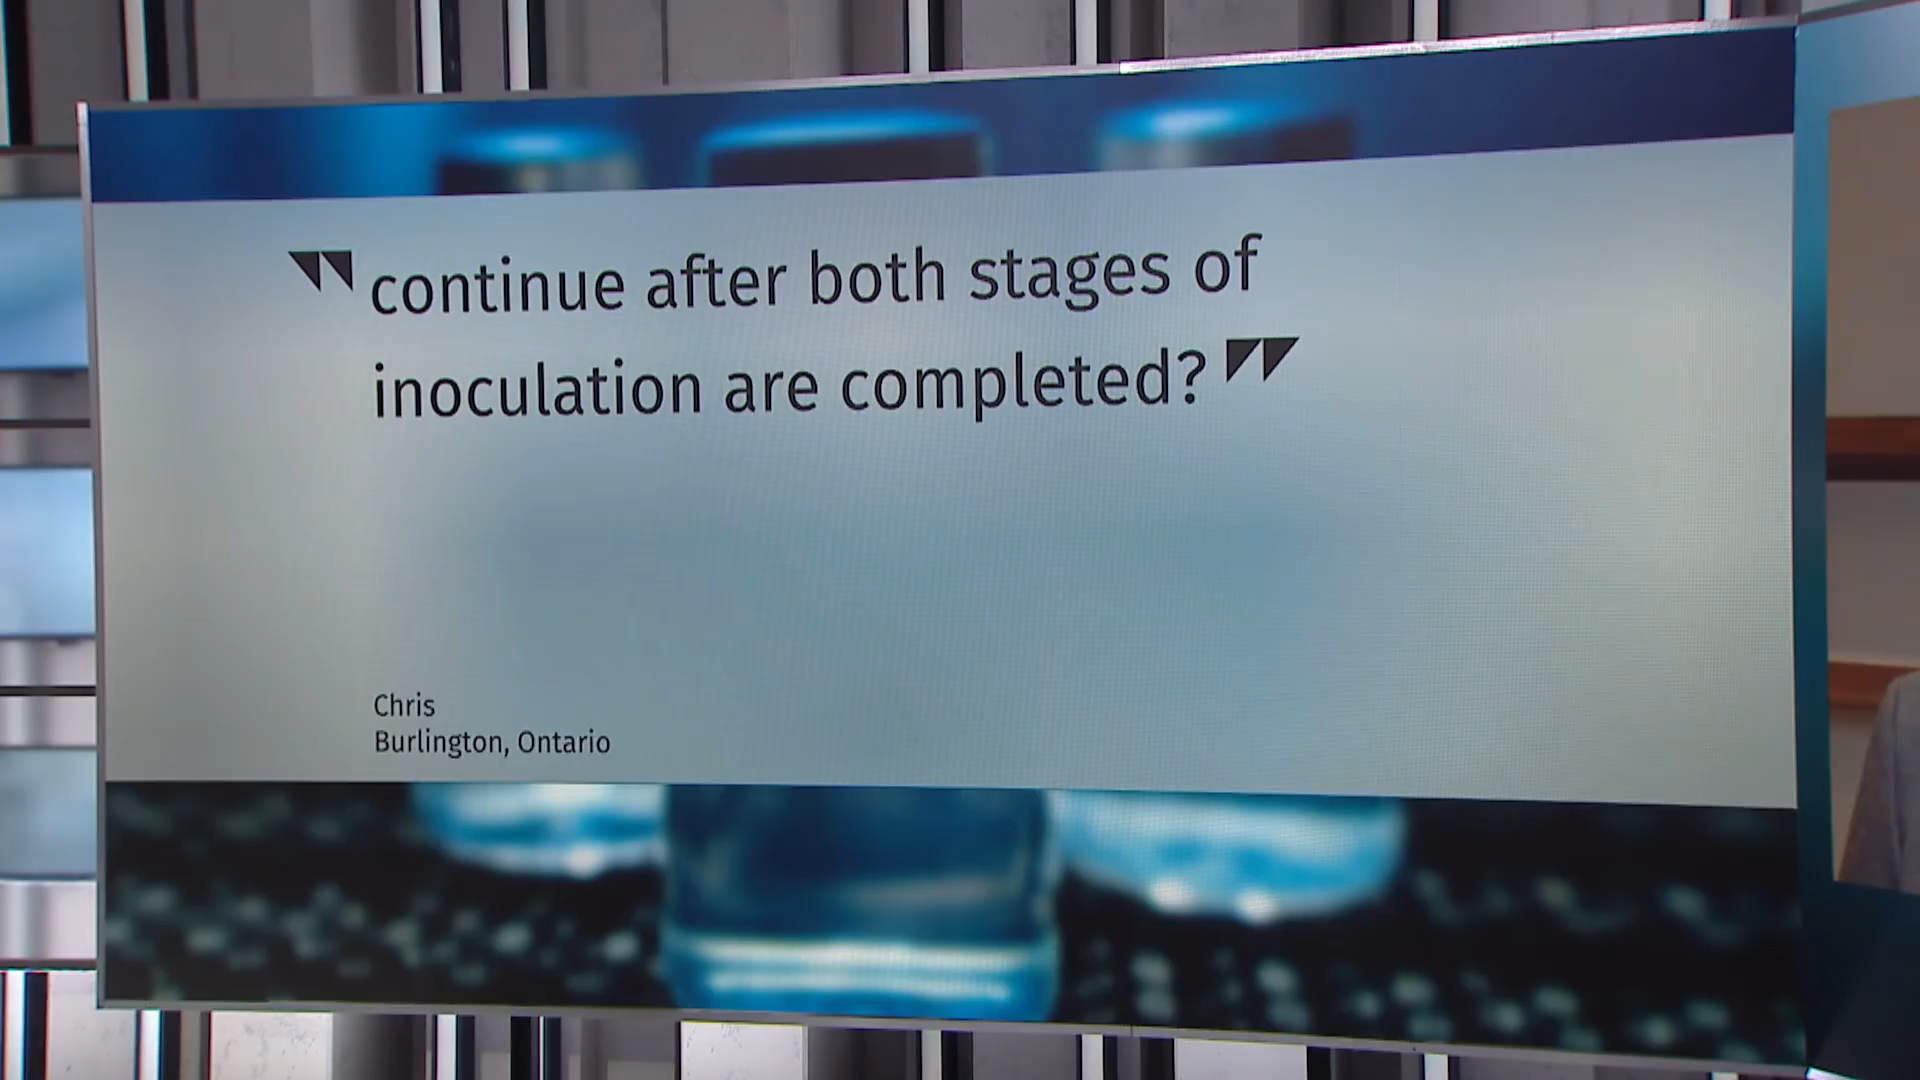 "continue after both stages of
inoculation are completed?"
Chris
Burlington, Ontario